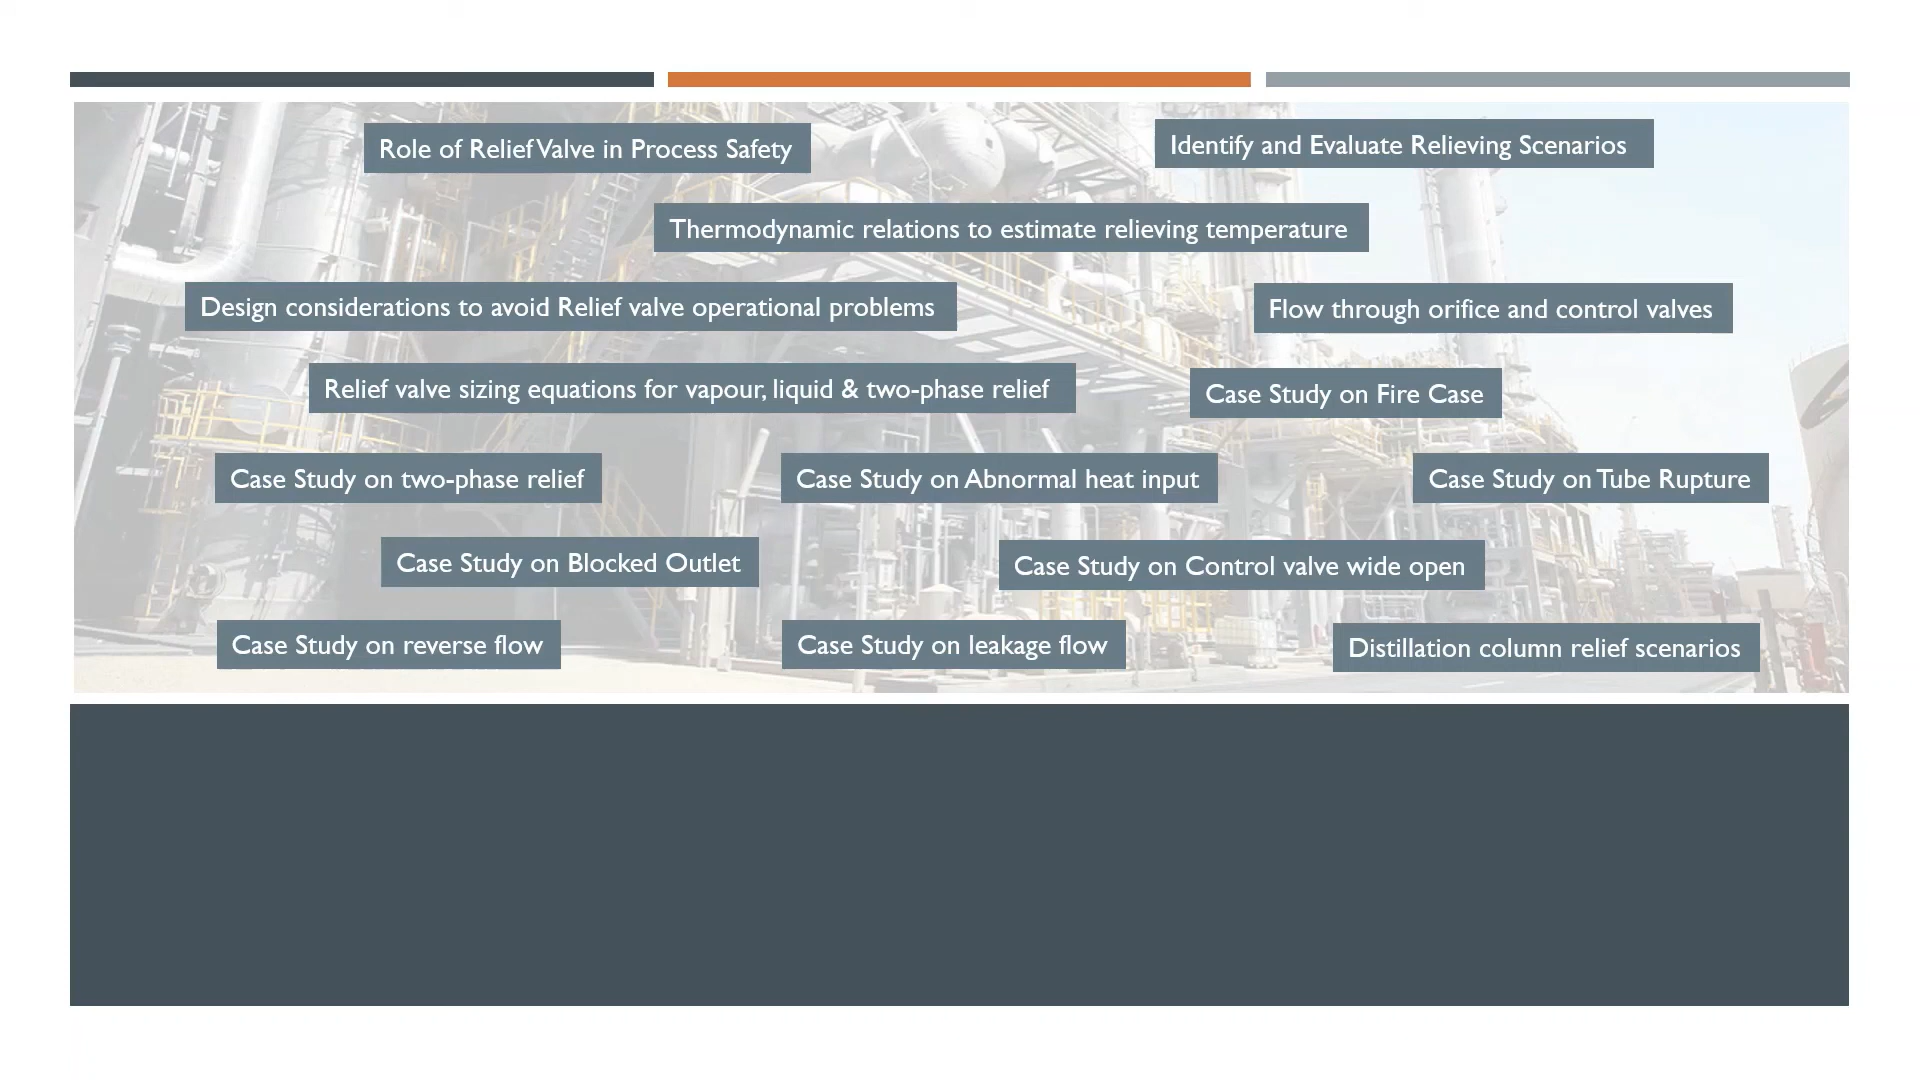 Role of Relief Valve in Process Safety
Identify and Evaluate Relieving Scenarios
Thermodynamic relations to estimate relieving temperature
Design considerations to avoid Relief valve operational problems
Flow through orifice and control valves
Relief valve sizing equations for vapour, liquid & two-phase relief
Case Study on Fire Case
Case Study on two-phase relief
Case Study on Abnormal heat input
Case Study on Tube Rupture
Case Study on Blocked Outlet
Case Study on Control valve wide open
Case Study on reverse flow
Case Study on leakage flow
Distillation column relief scenarios